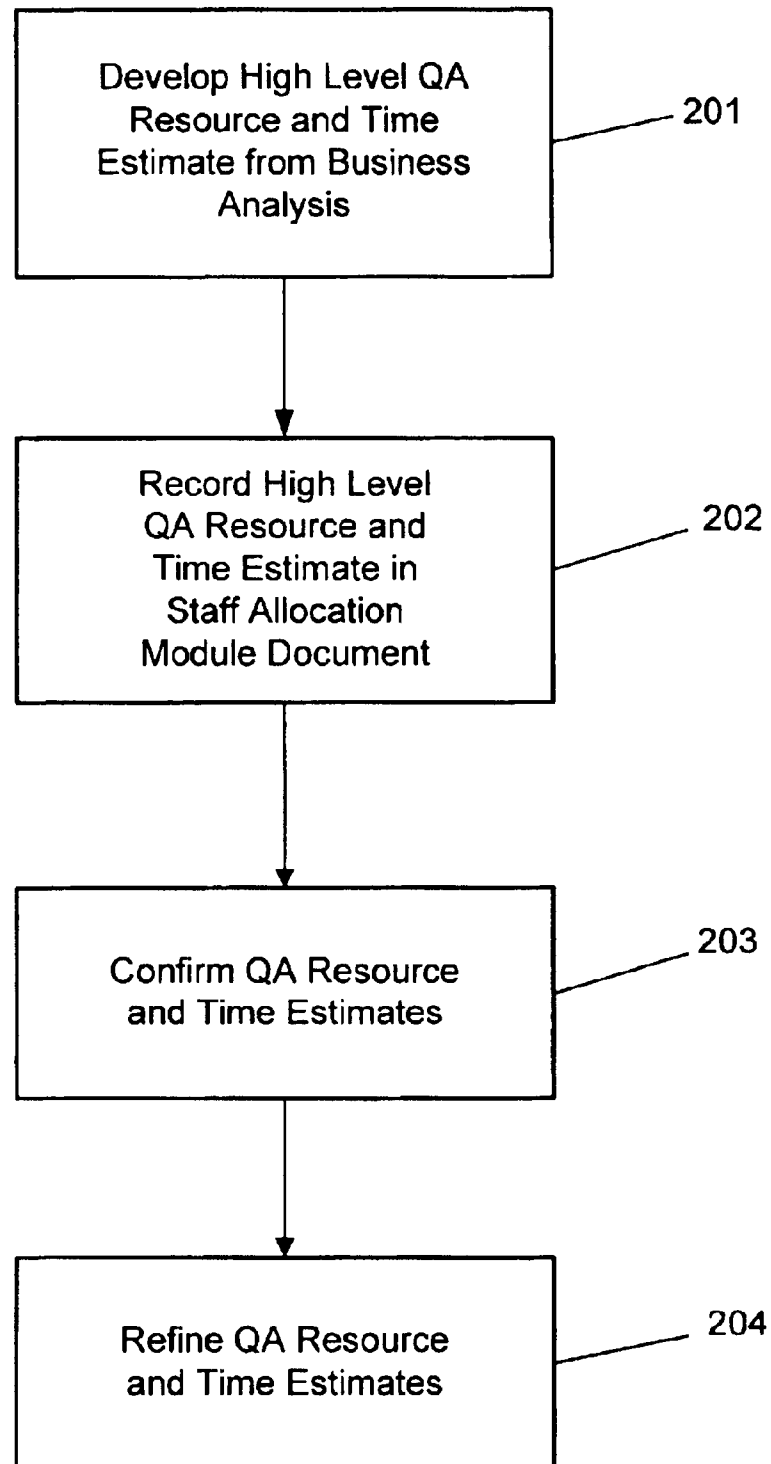 Develop High Level QA
Resource and Time
Estimate from Business
Analysis
201
Record High Level
QA Resource and
Time Estimate in
Staff Allocation
Module Document
202
Confirm QA Resource
and Time Estimates
203
Refine QA Resource
and Time Estimates
204